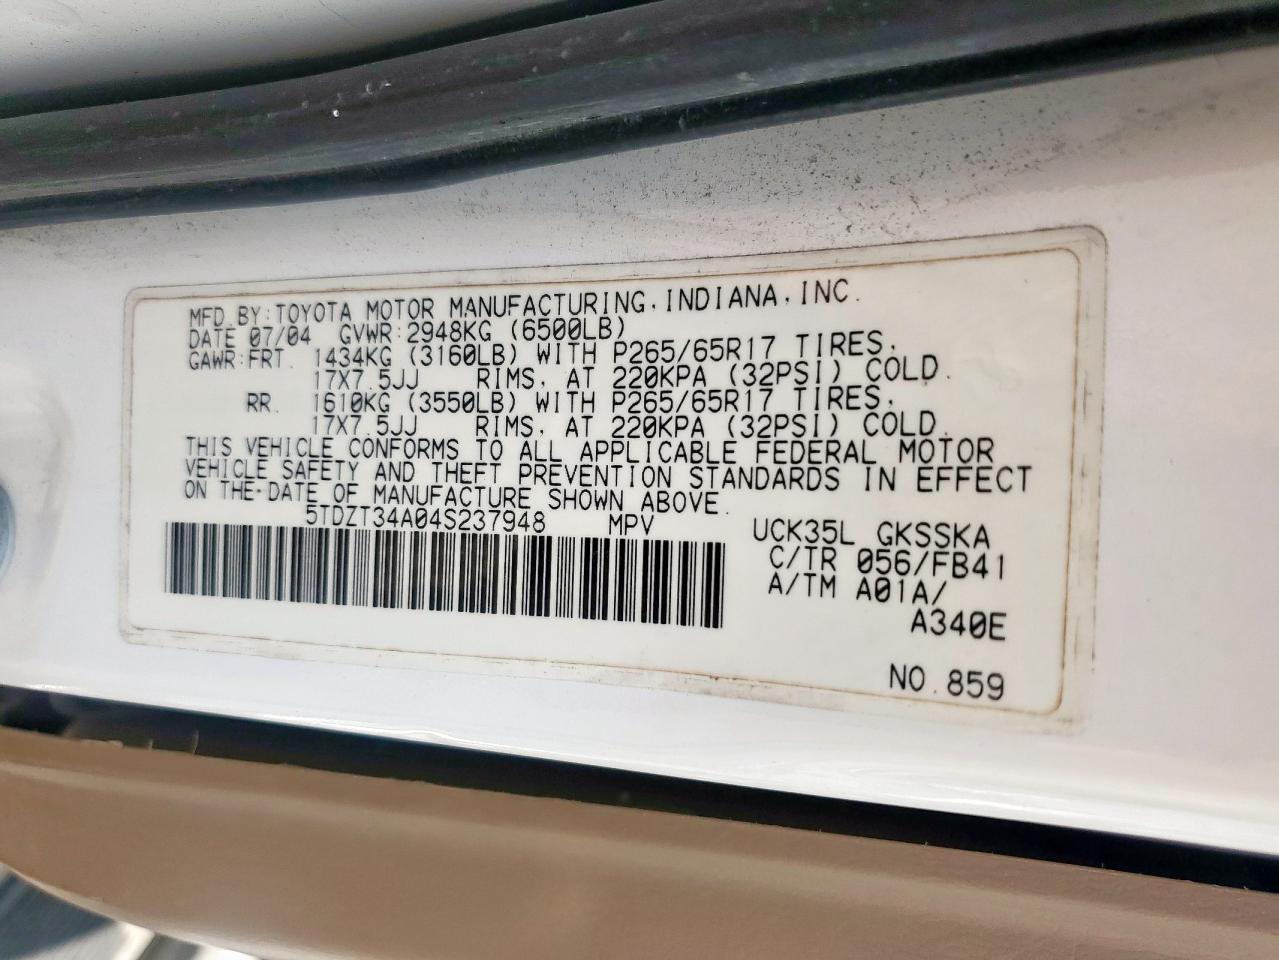 MFD. BY: TOYOTA MOTOR MANUFACTURING, INDIANA, INC.
DATE 07/04 GVWR: 2948KG (6500LB)
GAWR: FRT. 1434KG (3160LB) WITH P265/65R17 TIRES,
17X7.5JJ RIMS, AT 220KPA (32PSI) COLD.
RR. 1610KG (3550LB) WITH P265/65R17 TIRES,
17X7.5JJ RIMS, AT 220KPA (32PSI) COLD.
THIS VEHICLE CONFORMS TO ALL APPLICABLE FEDERAL MOTOR
VEHICLE SAFETY AND THEFT PREVENTION STANDARDS IN EFFECT
ON THE DATE OF MANUFACTURE SHOWN ABOVE.
5TDZT34A04S237948 MPV
UCK35L GKSSKA
C/TR 056/FB41
A/TM A01A/
A340E
NO. 859